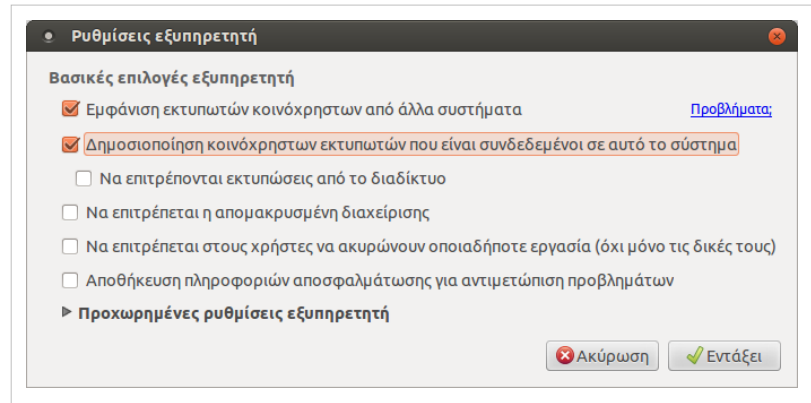 Ρυθμίσεις εξυπηρετητή
Βασικές επιλογές εξυπηρετητή
Εμφάνιση εκτυπωτών κοινόχρηστων από άλλα συστήματα Προβλήματα;
Δημοσιοποίηση κοινόχρηστων εκτυπωτών που είναι συνδεδεμένοι σε αυτό το σύστημα
Να επιτρέπονται εκτυπώσεις από το διαδίκτυο
Να επιτρέπεται η απομακρυσμένη διαχείρισης
Να επιτρέπεται στους χρήστες να ακυρώνουν οποιαδήποτε εργασία (όχι μόνο τις δικές τους)
Αποθήκευση πληροφοριών αποσφαλμάτωσης για αντιμετώπιση προβλημάτων
Προχωρημένες ρυθμίσεις εξυπηρετητή
Ακύρωση Εντάξει